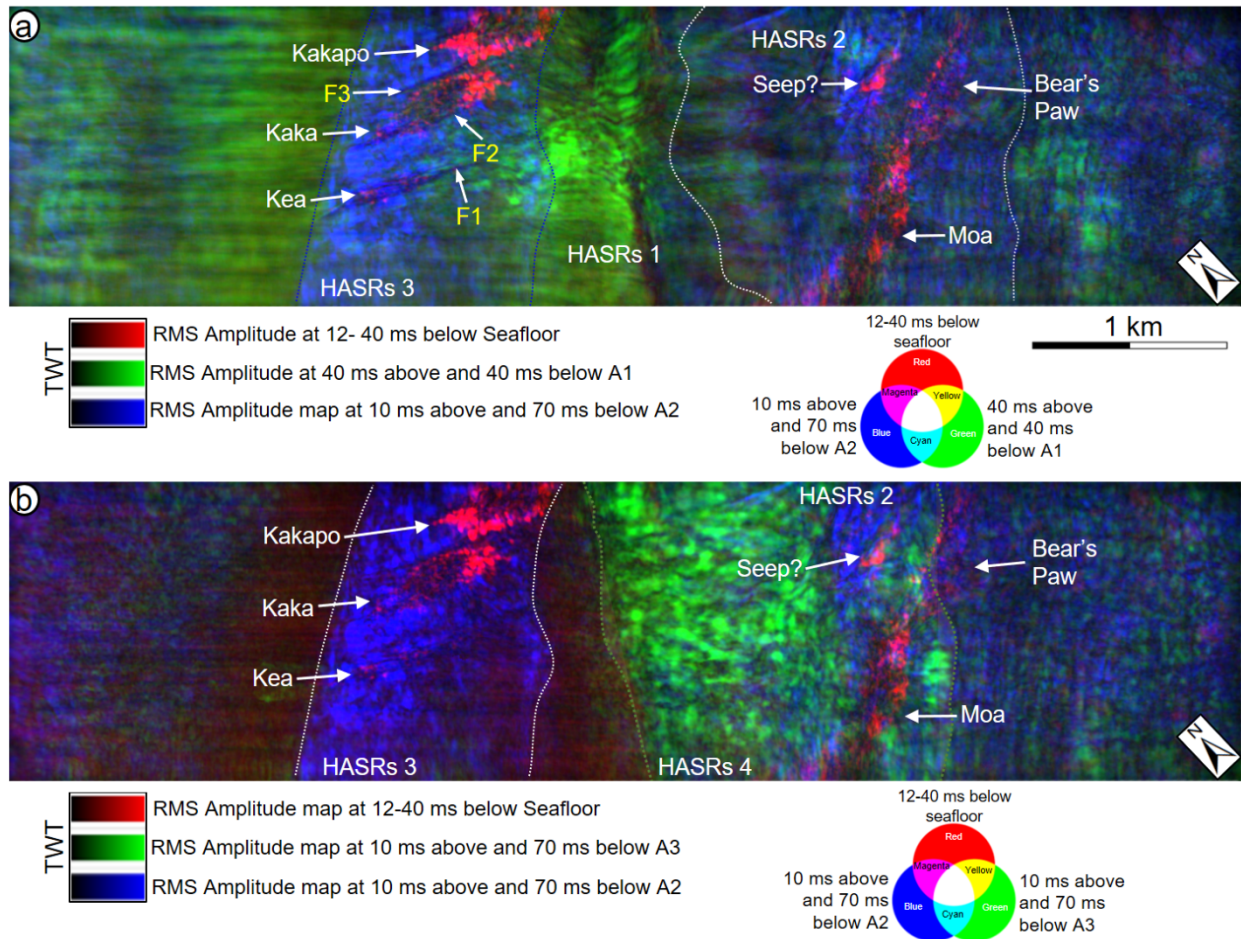 a
Kakapo
F3
Kaka
F2
Kea
F1
HASRs 3
HASRs 1
HASRs 2
Seep?
Bear's
Paw
Moa
N
TWT
RMS Amplitude at 12- 40 ms below Seafloor
RMS Amplitude at 40 ms above and 40 ms below A1
RMS Amplitude map at 10 ms above and 70 ms below A2
12-40 ms below
seafloor
Red
Magenta
Yellow
Blue
Cyan
Green
10 ms above
and 70 ms
below A2
40 ms above
and 40 ms
below A1
1 km
b
Kakapo
Kaka
Kea
HASRs 3
HASRs 4
HASRs 2
Seep?
Bear's
Paw
Moa
N
TWT
RMS Amplitude map at 12-40 ms below Seafloor
RMS Amplitude map at 10 ms above and 70 ms below A3
RMS Amplitude map at 10 ms above and 70 ms below A2
12-40 ms below
seafloor
Red
Magenta
Yellow
Blue
Cyan
Green
10 ms above
and 70 ms
below A2
10 ms above
and 70 ms
below A3